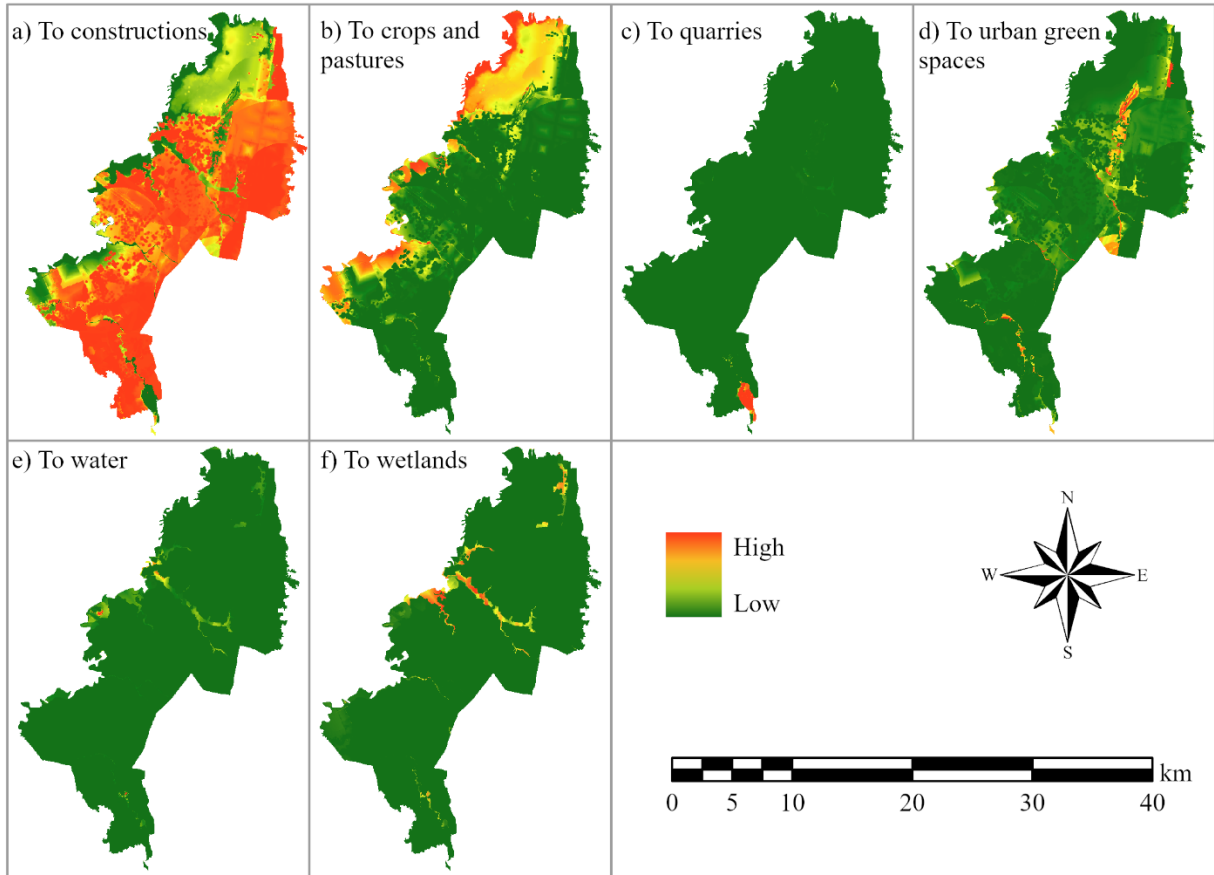 a) To constructions
b) To crops and
pastures
c) To quarries
d) To urban green
spaces
e) To water
f) To wetlands
High
Low
N
W
E
S
km
0 5 10 20 30 40